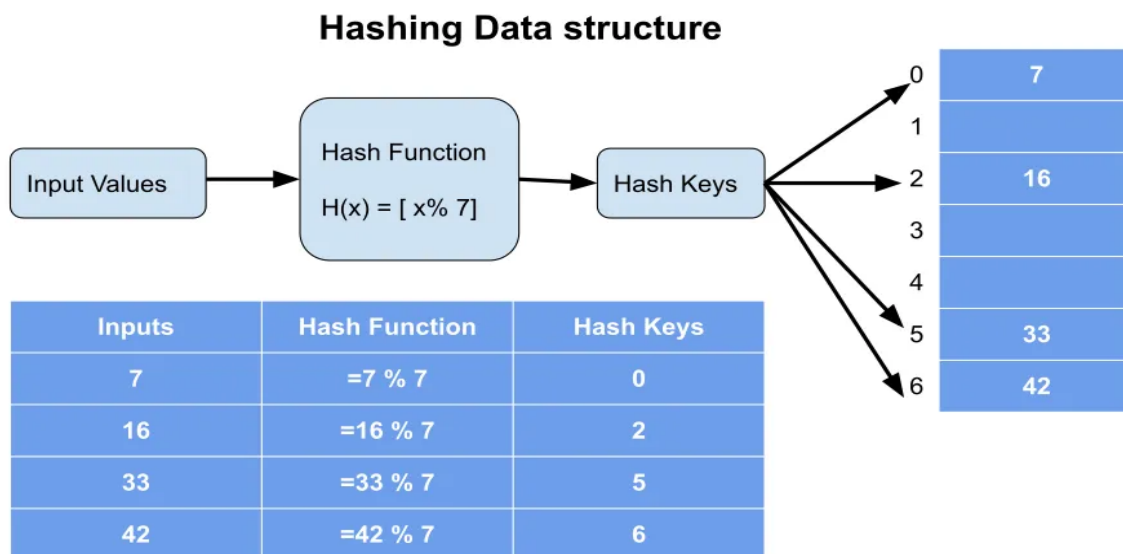 Hashing Data structure
Input Values
Hash Function
H(x) = [ x% 7]
Hash Keys
0 7
1
2 16
3
4
5 33
6 42
Inputs Hash Function Hash Keys
7 =7 % 7 0
16 =16 % 7 2
33 =33 % 7 5
42 =42 % 7 6